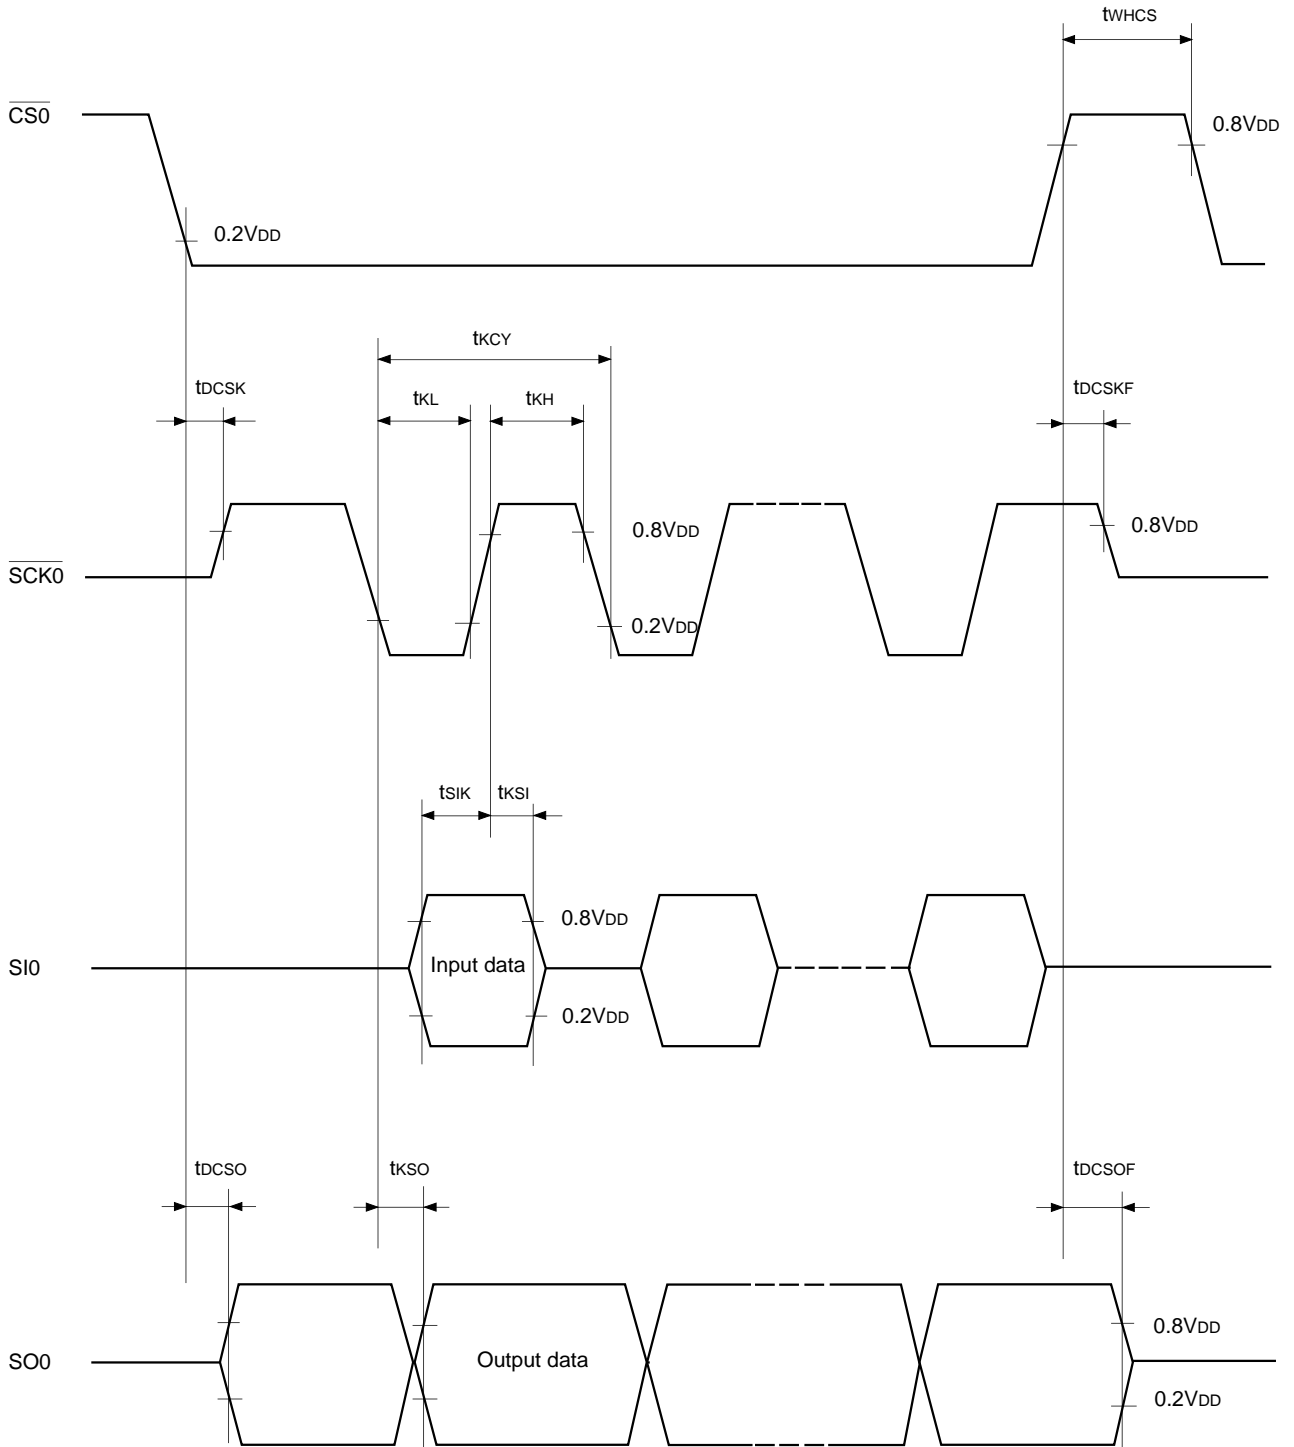 tWHCS
CS0
0.8VDD
0.2VDD
tKCY
tDCSK
tKL
tKH
tDCSKF
0.8VDD
0.8VDD
SCK0
0.2VDD
tSIK
tKSI
0.8VDD
SI0
Input data
0.2VDD
tDCSO
tKSO
tDCSOF
0.8VDD
SO0
Output data
0.2VDD